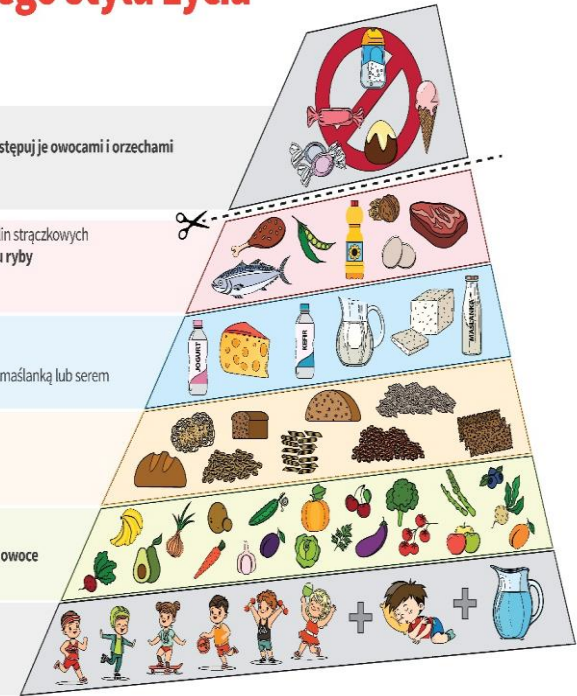 ego stylu życia
stępuj je owocami i orzechami
in strączkowych
u ryby
JOGURT
KEFIR
MAŚLANKA
maślanką lub serem
owoce